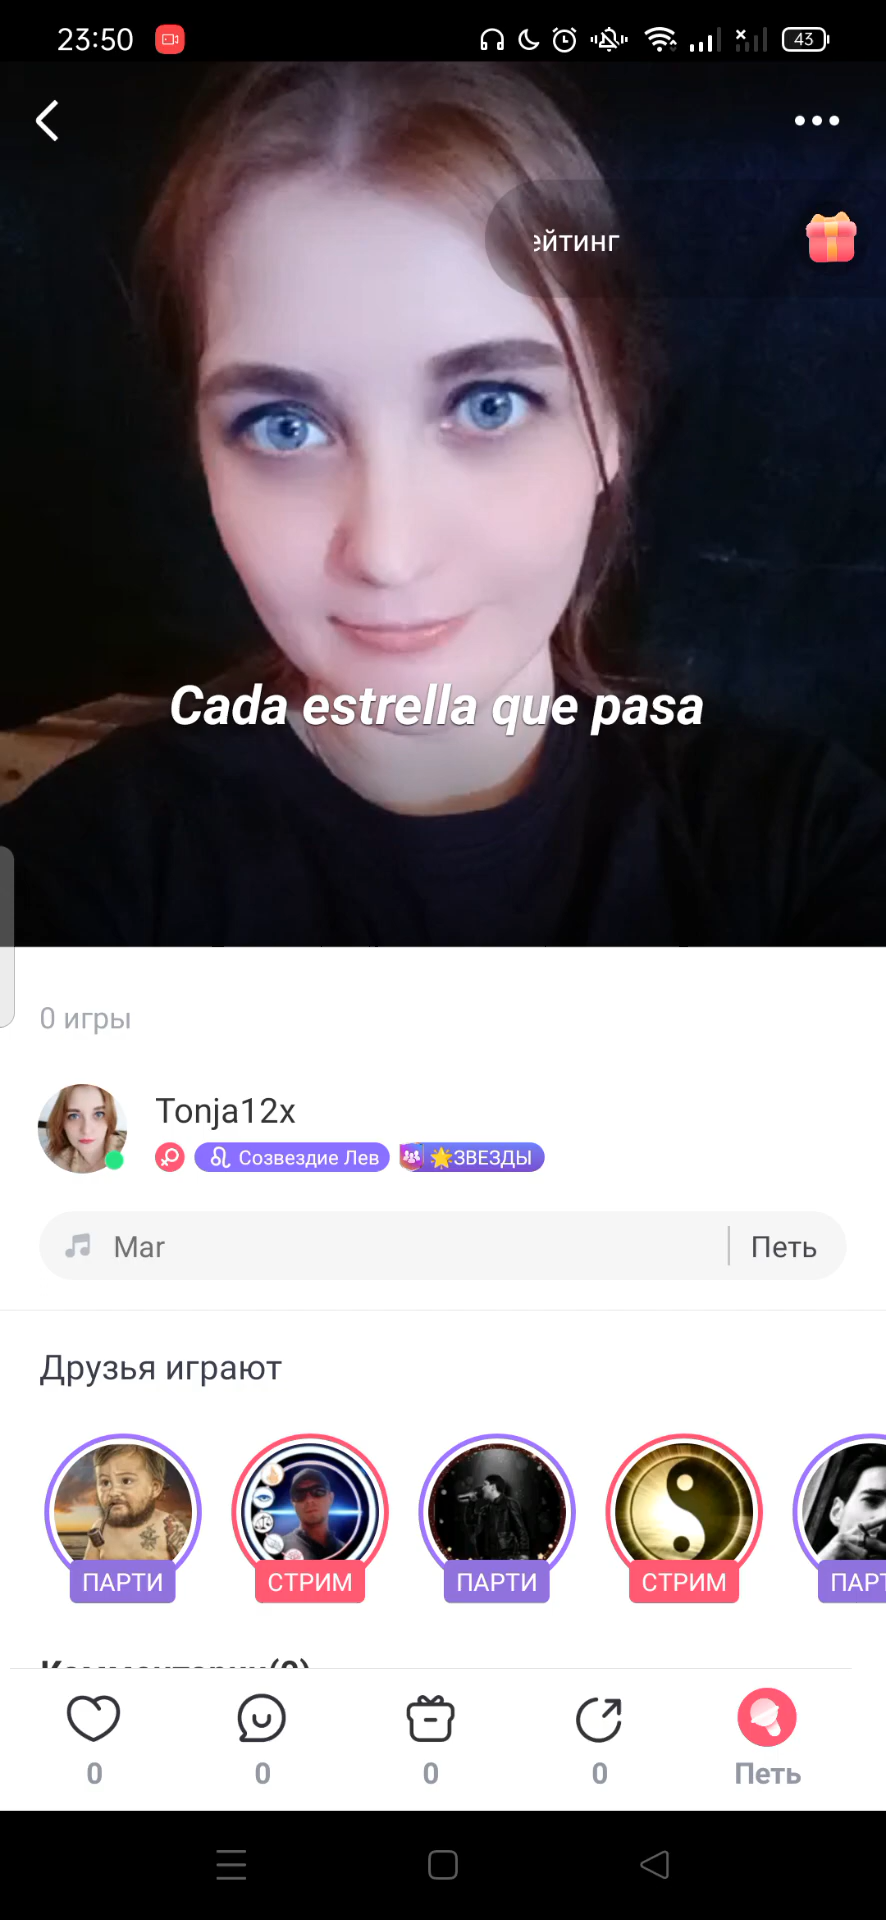 23:50
43
ейтинг
Cada estrella que pasa
0 игры
Tonja12x
Созвездие Лев
🌟ЗВЕЗДЫ
Mar
Петь
Друзья играют
ПАРТИ
СТРИМ
ПАРТИ
СТРИМ
ПАРТ
0
0
0
0
Петь